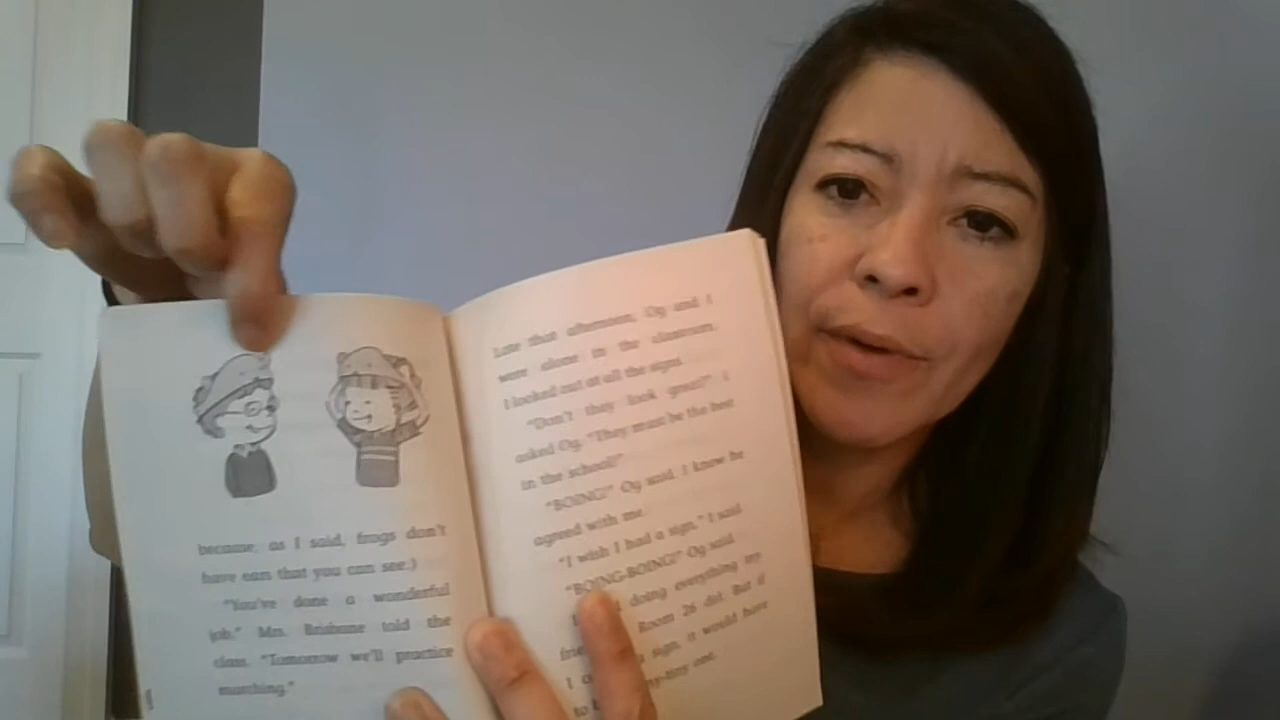 because, as I said, frogs don't
have ears that you can see.)
"You've done a wonderful
job." Mrs. Brisbane told the
class. "Tomorrow we'll practice
marching."
Late that afternoon, Og and I
were alone in the classroom.
I looked out at all the signs.
"Don't they look great?" I
asked Og. "They must be the best
in the school!"
"BOING!" Og said. I know he
agreed with me.
"I wish I had a sign." I said.
"BOING-BOING!" Og said.
doing everything my
Room 26 did. But if
sign, it would have
to